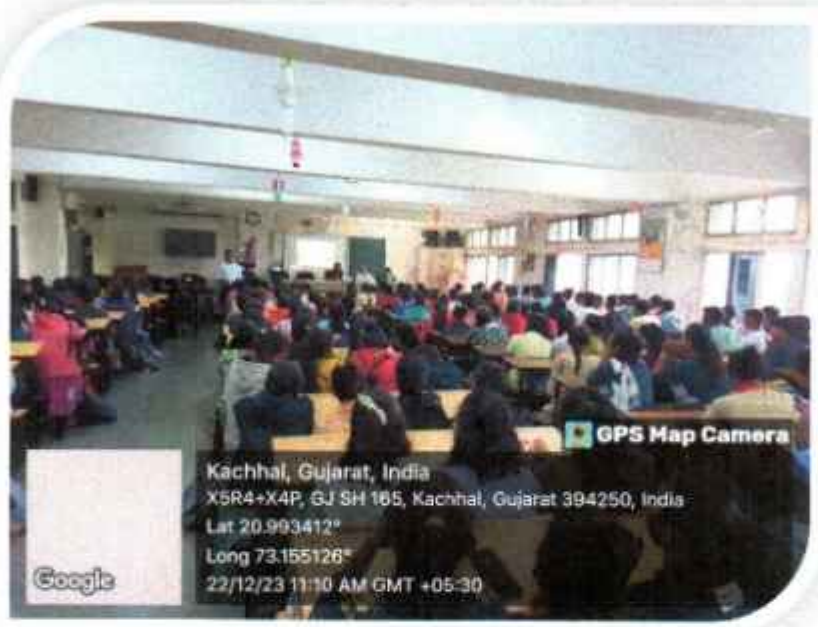 GPS Map Camera
Kachhal, Gujarat, India
X5R4+X4P, GJ SH 165, Kachhal, Gujarat 394250, India
Lat 20.993412°
Long 73.155126°
22/12/23 11:10 AM GMT +05:30
Google